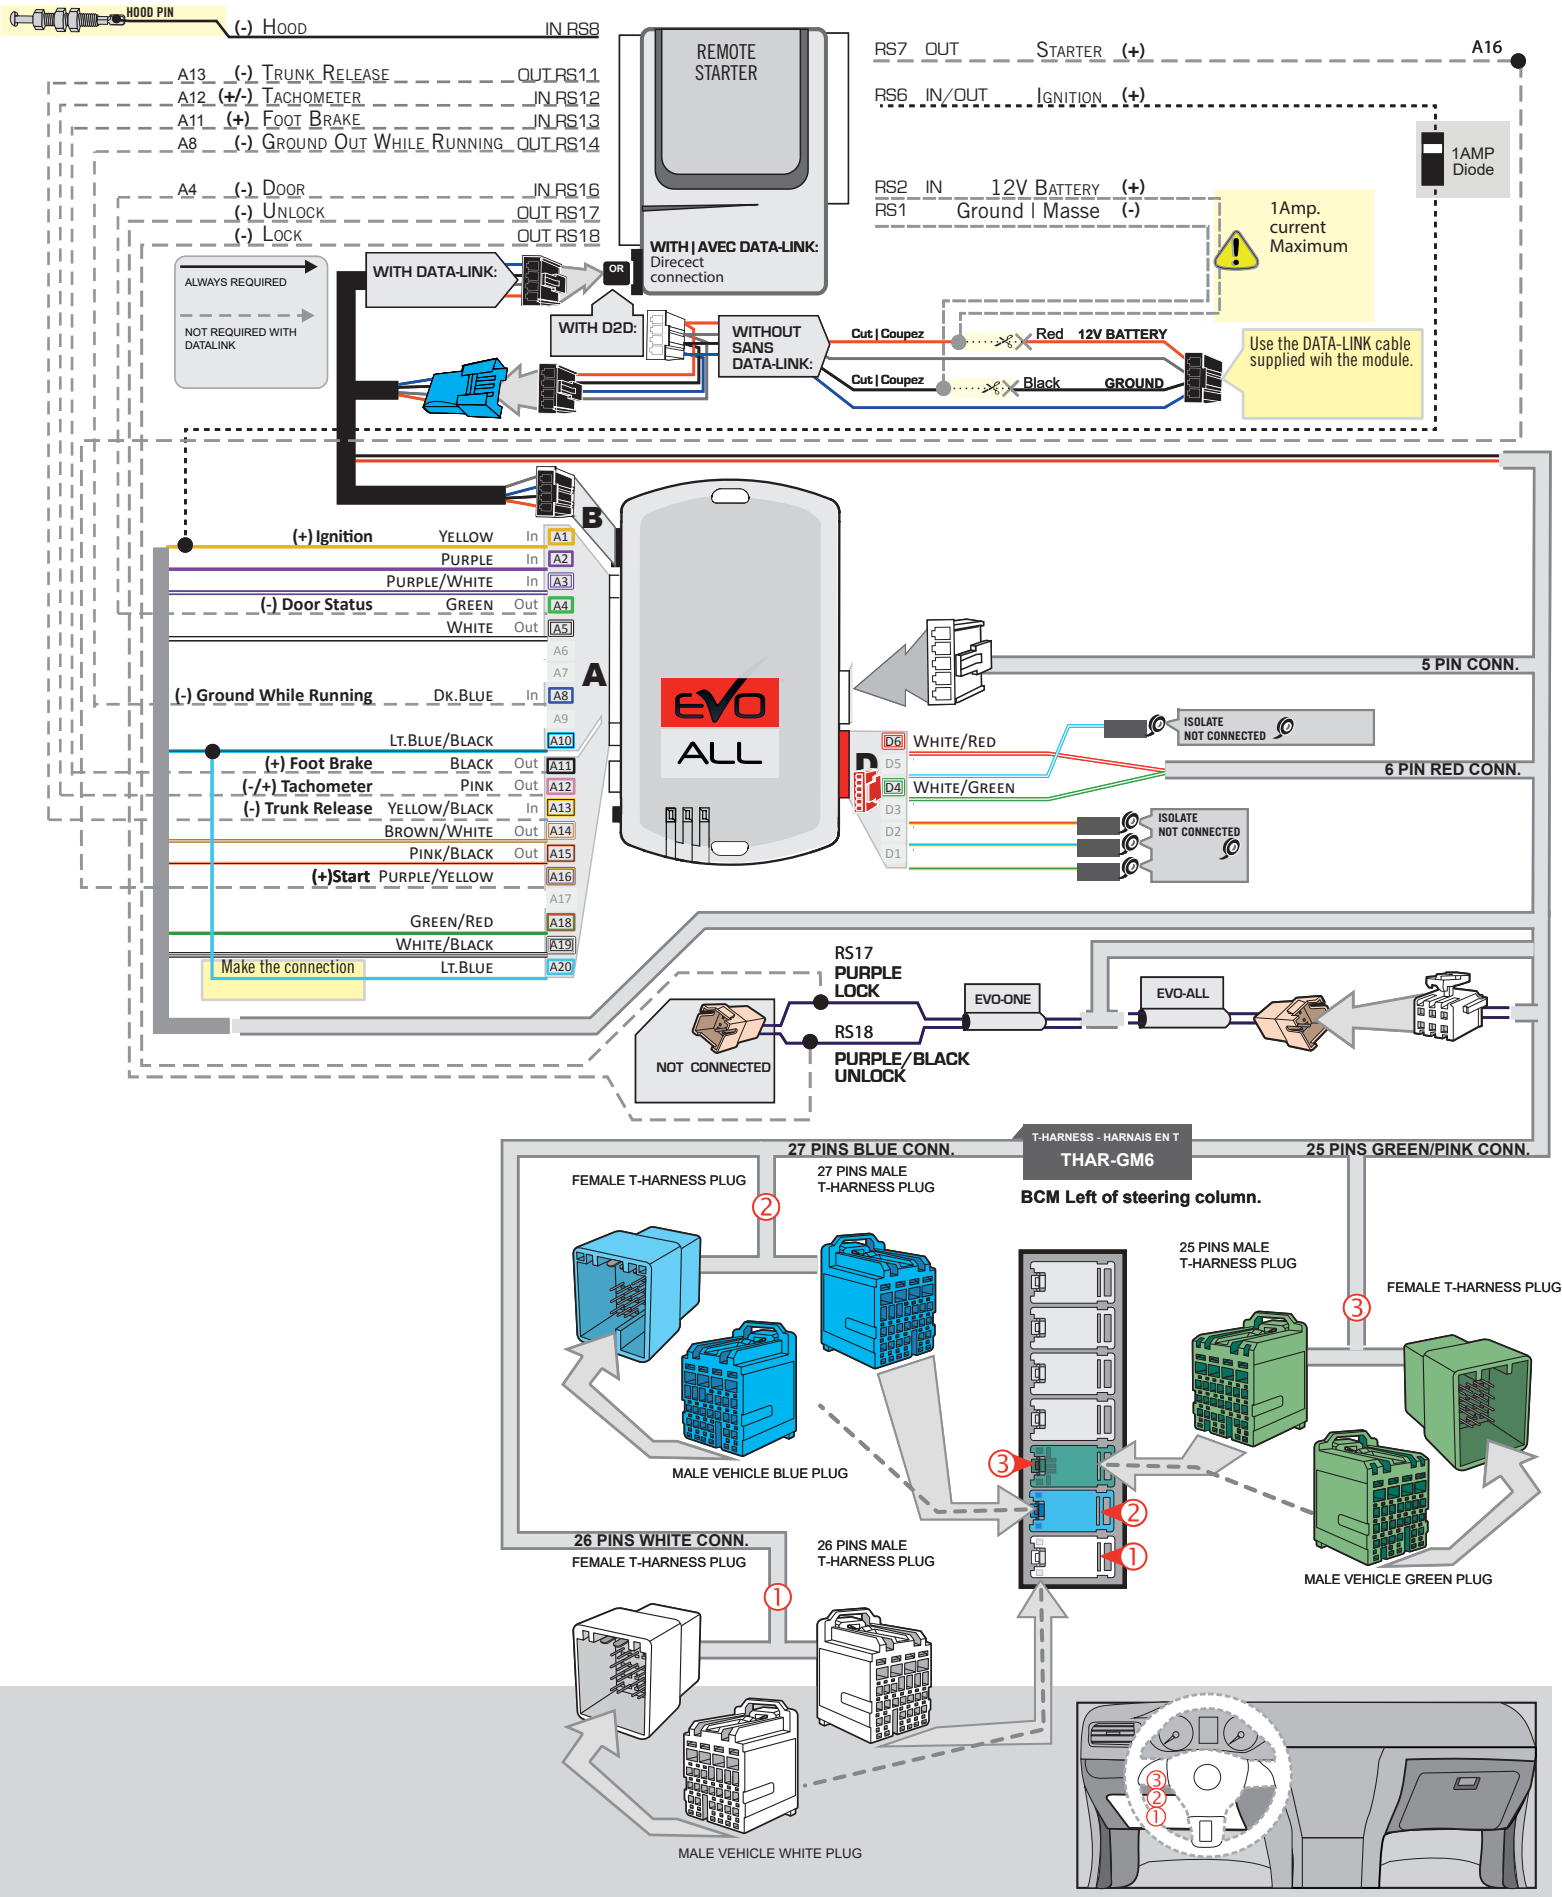 HOOD PIN
(-) HOOD IN RS8
A13 (-) TRUNK RELEASE OUT RS11
A12 (+/-) TACHOMETER IN RS12
A11 (+) FOOT BRAKE IN RS13
A8 (-) GROUND OUT WHILE RUNNING OUT RS14
A4 (-) DOOR IN RS16
(-) UNLOCK OUT RS17
(-) LOCK OUT RS18
REMOTE
STARTER
WITH | AVEC DATA-LINK:
Direcect
connection
RS7 OUT STARTER (+) A16
RS6 IN/OUT IGNITION (+)
1AMP
Diode
RS2 IN 12V BATTERY (+)
RS1 Ground | Masse (-)
1Amp.
current
Maximum
ALWAYS REQUIRED
NOT REQUIRED WITH
DATALINK
WITH DATA-LINK:
OR
WITH D2D:
WITHOUT
SANS
DATA-LINK:
Cut | Coupez Red 12V BATTERY
Cut | Coupez Black GROUND
Use the DATA-LINK cable
supplied wih the module.
B
A
D
(+) Ignition YELLOW In A1
PURPLE In A2
PURPLE/WHITE In A3
(-) Door Status GREEN Out A4
WHITE Out A5
A6
A7
(-) Ground While Running DK.BLUE In A8
A9
LT.BLUE/BLACK A10
(+) Foot Brake BLACK Out A11
(-/+) Tachometer PINK Out A12
(-) Trunk Release YELLOW/BLACK In A13
BROWN/WHITE Out A14
PINK/BLACK Out A15
(+)Start PURPLE/YELLOW A16
A17
GREEN/RED A18
WHITE/BLACK A19
Make the connection LT.BLUE A20
EVO
ALL
5 PIN CONN.
D6 WHITE/RED
D5
D4 WHITE/GREEN
D3
D2
D1
ISOLATE
NOT CONNECTED
6 PIN RED CONN.
ISOLATE
NOT CONNECTED
RS17
PURPLE
LOCK
RS18
PURPLE/BLACK
UNLOCK
NOT CONNECTED
EVO-ONE
EVO-ALL
T-HARNESS - HARNAIS EN T
THAR-GM6
BCM Left of steering column.
27 PINS BLUE CONN.
25 PINS GREEN/PINK CONN.
FEMALE T-HARNESS PLUG
27 PINS MALE
T-HARNESS PLUG
2
MALE VEHICLE BLUE PLUG
25 PINS MALE
T-HARNESS PLUG
FEMALE T-HARNESS PLUG
3
MALE VEHICLE GREEN PLUG
3
2
1
26 PINS WHITE CONN.
FEMALE T-HARNESS PLUG
26 PINS MALE
T-HARNESS PLUG
1
MALE VEHICLE WHITE PLUG
3
2
1